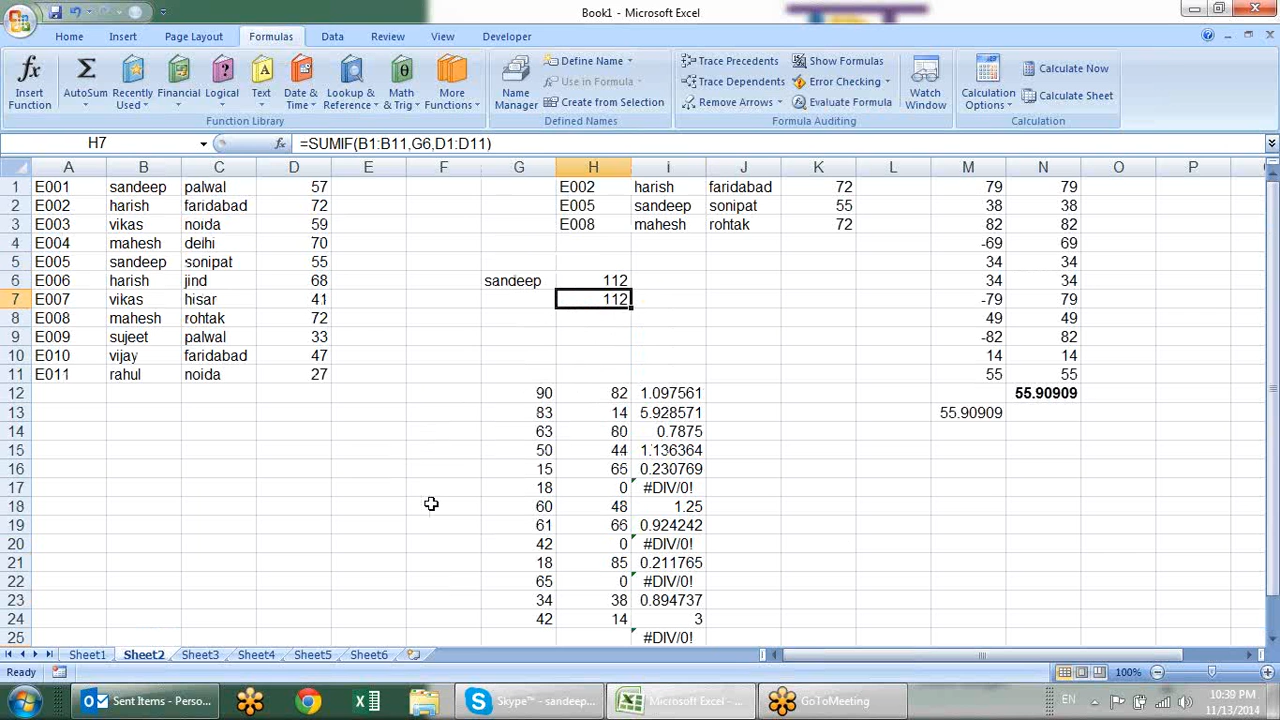 Book1 - Microsoft Excel
Home Insert Page Layout Formulas Data Review View Developer
Insert Function
AutoSum
Recently Used
Financial
Logical
Text
Date & Time
Lookup & Reference
Math & Trig
More Functions
Function Library
Name Manager
Define Name
Use in Formula
Create from Selection
Defined Names
Trace Precedents
Trace Dependents
Remove Arrows
Show Formulas
Error Checking
Evaluate Formula
Formula Auditing
Watch Window
Calculation Options
Calculate Now
Calculate Sheet
Calculation
H7 fx =SUMIF(B1:B11,G6,D1:D11)
A B C D E F G H I J K L M N O P
1 E001 sandeep palwal 57 E002 harish faridabad 72 79 79
2 E002 harish faridabad 72 E005 sandeep sonipat 55 38 38
3 E003 vikas noida 59 E008 mahesh rohtak 72 82 82
4 E004 mahesh delhi 70 -69 69
5 E005 sandeep sonipat 55 34 34
6 E006 harish jind 68 sandeep 112 34 34
7 E007 vikas hisar 41 112 -79 79
8 E008 mahesh rohtak 72 49 49
9 E009 sujeet palwal 33 -82 82
10 E010 vijay faridabad 47 14 14
11 E011 rahul noida 27 55 55
12 90 82 1.097561 55.90909
13 83 14 5.928571 55.90909
14 63 80 0.7875
15 50 44 1.136364
16 15 65 0.230769
17 18 0 #DIV/0!
18 60 48 1.25
19 61 66 0.924242
20 42 0 #DIV/0!
21 18 85 0.211765
22 65 0 #DIV/0!
23 34 38 0.894737
24 42 14 3
25 #DIV/0!
Sheet1 Sheet2 Sheet3 Sheet4 Sheet5 Sheet6
Ready 100%
Sent Items - Perso...
Skype™ - sandeep...
Microsoft Excel - ...
GoToMeeting
EN
10:39 PM
11/13/2014